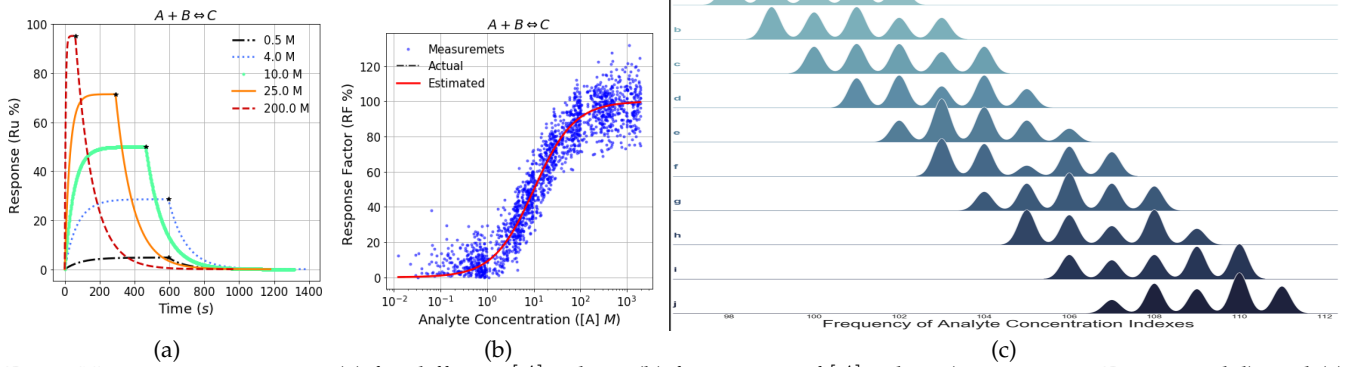 A + B ⇔ C
100
80
60
40
20
0
Response (Ru %)
0.5 M
4.0 M
10.0 M
25.0 M
200.0 M
0 200 400 600 800 1000 1200 1400
Time (s)
(a)
A + B ⇔ C
120
100
80
60
40
20
0
Response Factor (RF %)
Measuremets
Actual
Estimated
10⁻² 10⁻¹ 10⁰ 10¹ 10² 10³
Analyte Concentration ([A] M)
(b)
b
c
d
e
f
g
h
i
j
98 100 102 104 106 108 110 112
Frequency of Analyte Concentration Indexes
(c)